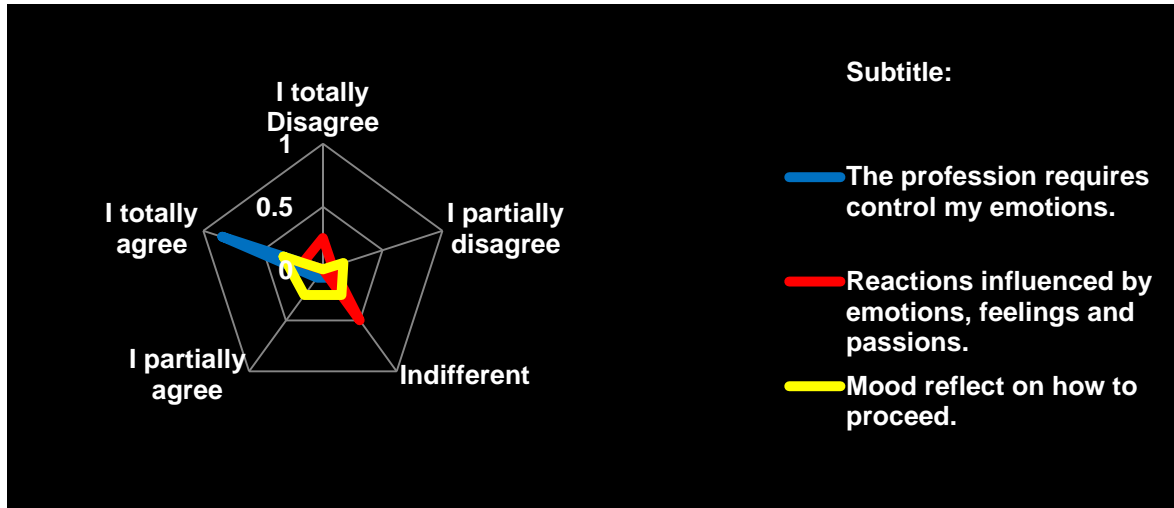 Subtitle:
I totally
Disagree
1
I totally
agree
0.5
I partially
disagree
0
I partially
agree
Indifferent
The profession requires
control my emotions.
Reactions influenced by
emotions, feelings and
passions.
Mood reflect on how to
proceed.